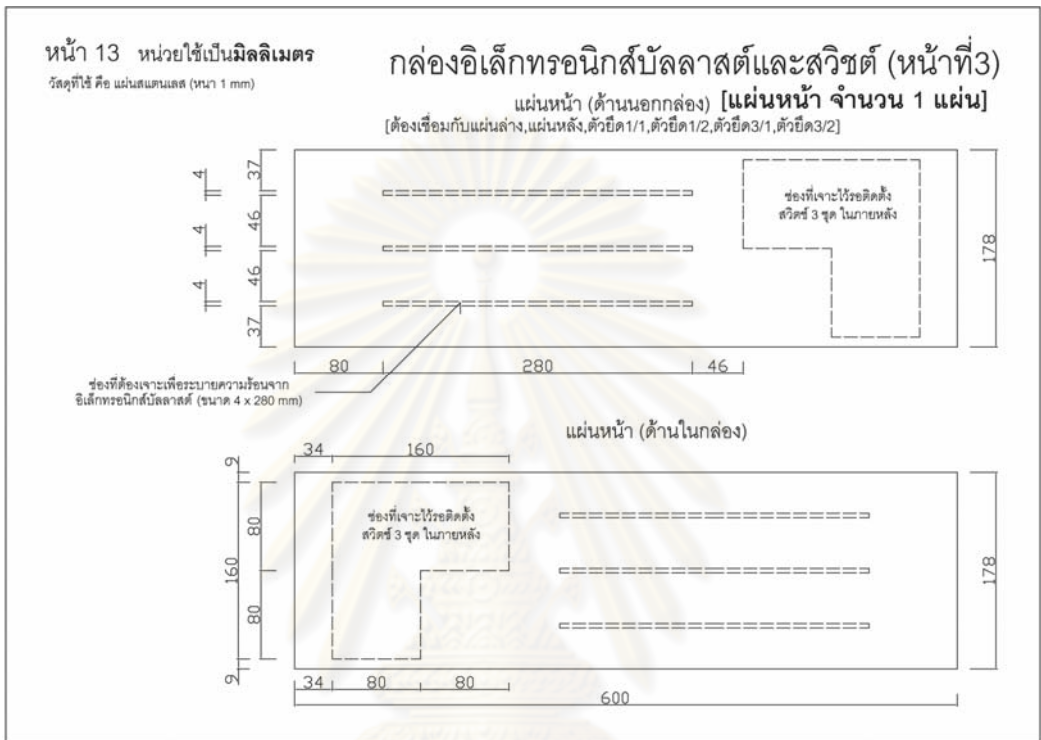 หน้า 13 หน่วยใช้เป็นมิลลิเมตร
วัสดุที่ใช้ คือ แผ่นสแตนเลส (หนา 1 mm)
กล่องอิเล็กทรอนิกส์บัลลาสต์และสวิชต์ (หน้าที่3)
แผ่นหน้า (ด้านนอกกล่อง) [แผ่นหน้า จำนวน 1 แผ่น]
[ต้องเชื่อมกับแผ่นล่าง,แผ่นหลัง,ตัวยึด1/1,ตัวยึด1/2,ตัวยึด3/1,ตัวยึด3/2]
4
37
4
46
4
46
37
ช่องที่เจาะไว้รอติดตั้ง
สวิตช์ 3 ชุด ในภายหลัง
178
80
280
46
ช่องที่ต้องเจาะเพื่อระบายความร้อนจาก
อิเล็กทรอนิกส์บัลลาสต์ (ขนาด 4 x 280 mm)
แผ่นหน้า (ด้านในกล่อง)
34
160
9
80
160
80
9
ช่องที่เจาะไว้รอติดตั้ง
สวิตช์ 3 ชุด ในภายหลัง
178
34
80
80
600